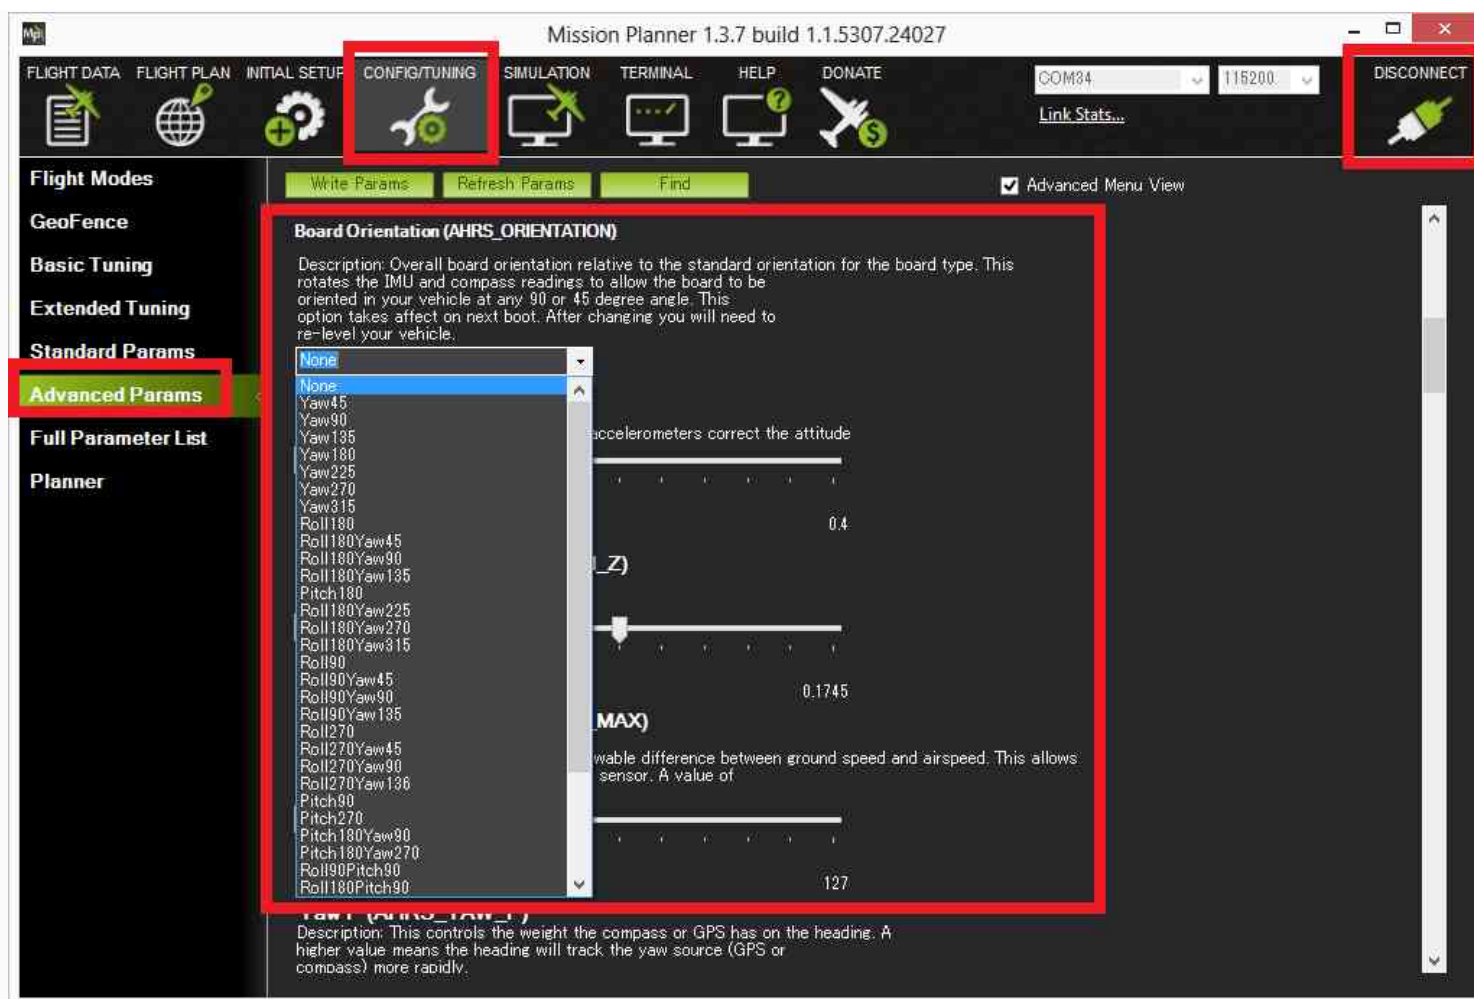 Mp
Mission Planner 1.3.7 build 1.1.5307.24027
FLIGHT DATA FLIGHT PLAN INITIAL SETUP CONFIG/TUNING SIMULATION TERMINAL HELP DONATE
COM34 115200 DISCONNECT
Link Stats...
Flight Modes
GeoFence
Basic Tuning
Extended Tuning
Standard Params
Advanced Params
Full Parameter List
Planner
Write Params Refresh Params Find Advanced Menu View
Board Orientation (AHRS_ORIENTATION)
Description: Overall board orientation relative to the standard orientation for the board type. This
rotates the IMU and compass readings to allow the board to be
oriented in your vehicle at any 90 or 45 degree angle. This
option takes affect on next boot. After changing you will need to
re-level your vehicle.
None
None
Yaw45
Yaw90
Yaw135
Yaw180
Yaw225
Yaw270
Yaw315
Roll180
Roll180Yaw45
Roll180Yaw90
Roll180Yaw135
Pitch180
Roll180Yaw225
Roll180Yaw270
Roll180Yaw315
Roll90
Roll90Yaw45
Roll90Yaw90
Roll90Yaw135
Roll270
Roll270Yaw45
Roll270Yaw90
Roll270Yaw136
Pitch90
Pitch270
Pitch180Yaw90
Pitch180Yaw270
Roll90Pitch90
Roll180Pitch90
accelerometers correct the attitude
0.4
_Z)
0.1745
_MAX)
wable difference between ground speed and airspeed. This allows
sensor. A value of
127
Yaw P (AHRS_YAW_P)
Description: This controls the weight the compass or GPS has on the heading. A
higher value means the heading will track the yaw source (GPS or
compass) more rapidly.